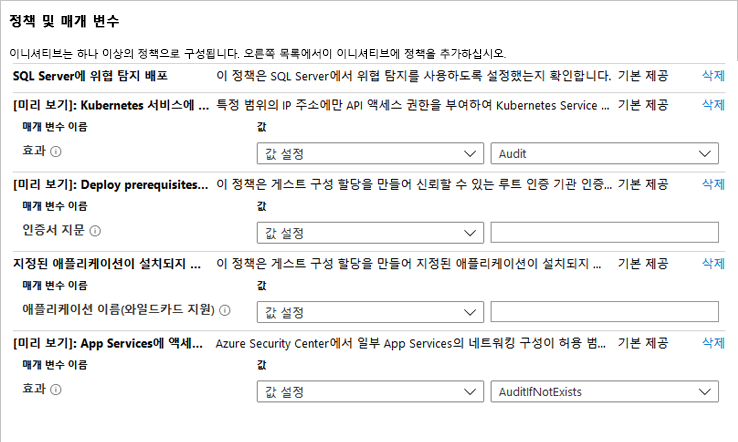 정책 및 매개 변수
이니셔티브는 하나 이상의 정책으로 구성됩니다. 오른쪽 목록에서이 이니셔티브에 정책을 추가하십시오.
SQL Server에 위협 탐지 배포 이 정책은 SQL Server에서 위협 탐지를 사용하도록 설정했는지 확인합니다. 기본 제공 삭제
[미리 보기]: Kubernetes 서비스에 ... 특정 범위의 IP 주소에만 API 액세스 권한을 부여하여 Kubernetes Service ... 기본 제공 삭제
매개 변수 이름 값
효과 값 설정 Audit
[미리 보기]: Deploy prerequisites... 이 정책은 게스트 구성 할당을 만들어 신뢰할 수 있는 루트 인증 기관 인증... 기본 제공 삭제
매개 변수 이름 값
인증서 지문 값 설정
지정된 애플리케이션이 설치되지 ... 이 정책은 게스트 구성 할당을 만들어 지정된 애플리케이션이 설치되지 ... 기본 제공 삭제
매개 변수 이름 값
애플리케이션 이름(와일드카드 지원) 값 설정
[미리 보기]: App Services에 액세... Azure Security Center에서 일부 App Services의 네트워킹 구성이 허용 범... 기본 제공 삭제
매개 변수 이름 값
효과 값 설정 AuditIfNotExists